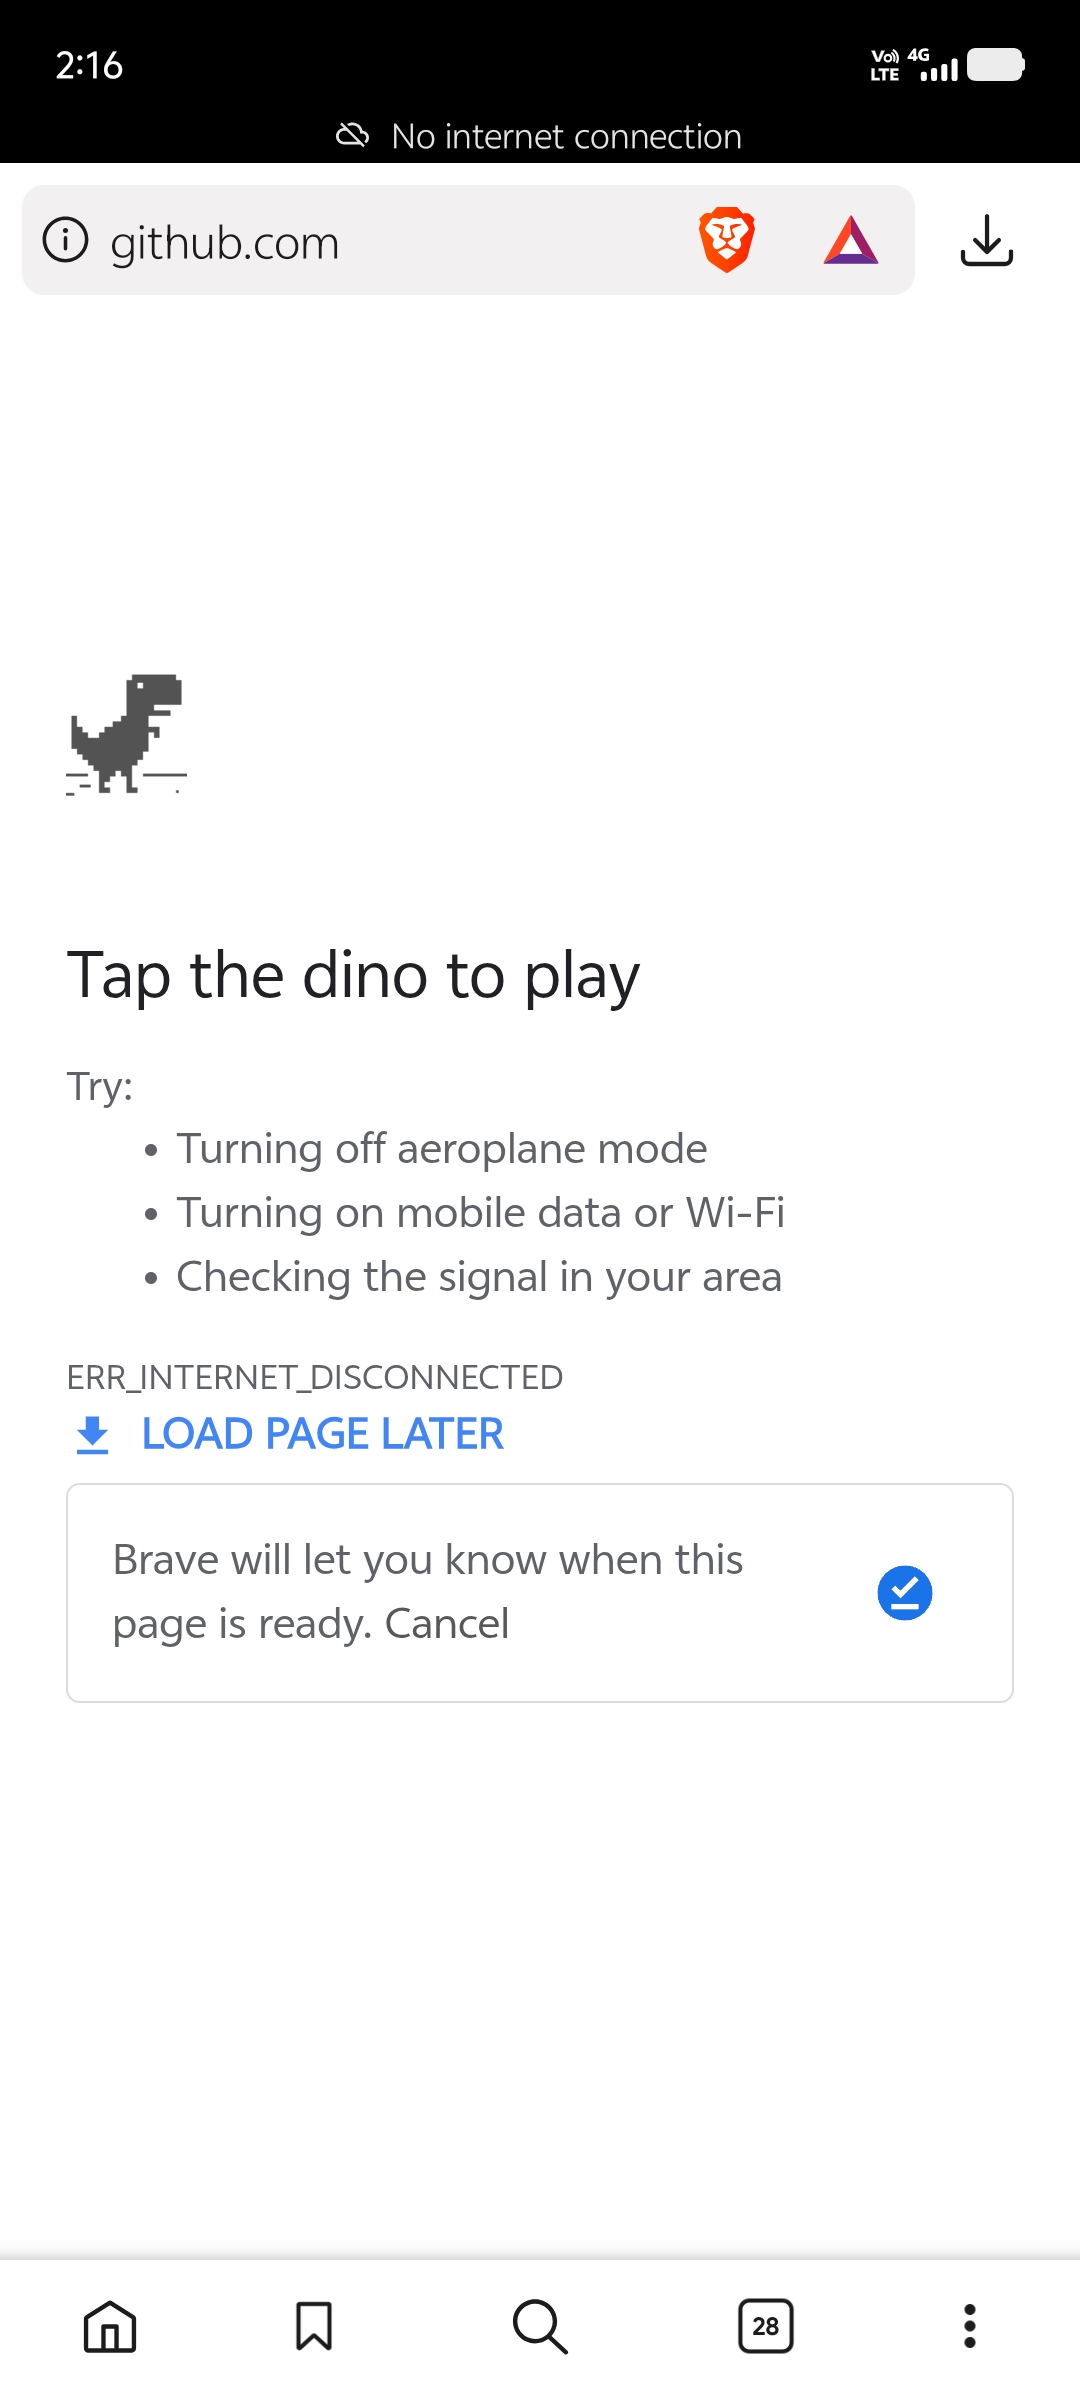 2:16
Vo)) LTE 4G
No internet connection
github.com
Tap the dino to play
Try:
• Turning off aeroplane mode
• Turning on mobile data or Wi-Fi
• Checking the signal in your area
ERR_INTERNET_DISCONNECTED
LOAD PAGE LATER
Brave will let you know when this
page is ready. Cancel
28